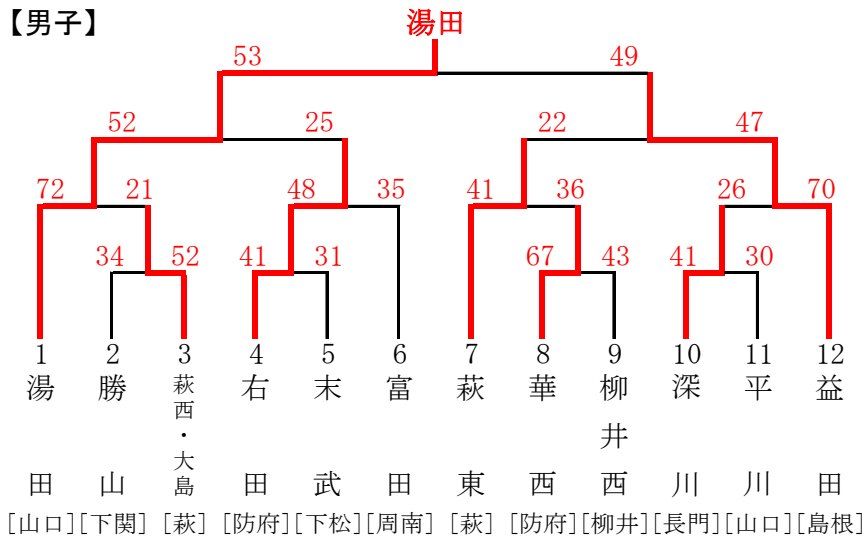 【男子】
湯田
53 49
52 25 22 47
72 21 48 35 41 36 26 70
34 52 41 31 67 43 41 30
1 2 3 4 5 6 7 8 9 10 11 12
湯田 勝山 萩西・大島 右田 末武 富田 萩東 華西 柳井西 深川 平川 益田
[山口] [下関] [萩] [防府] [下松] [周南] [萩] [防府] [柳井] [長門] [山口] [島根]